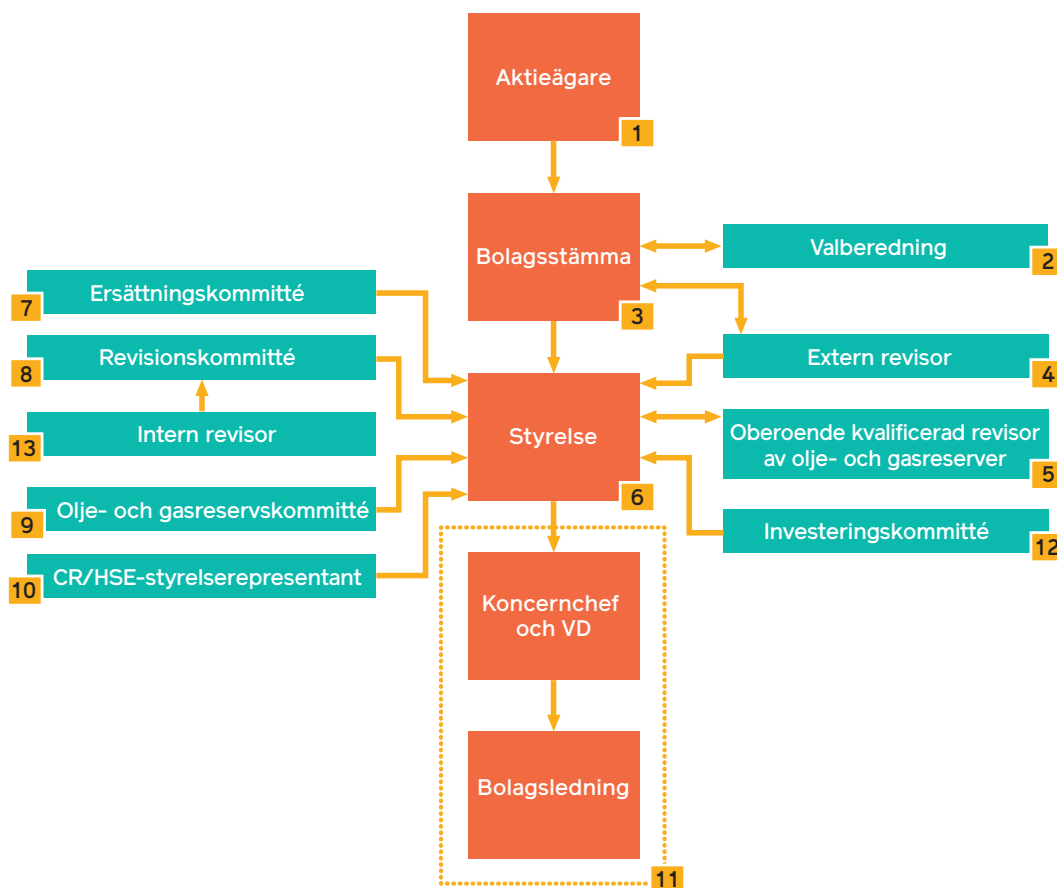 Aktieägare
1
Bolagsstämma
3
Valberedning
2
Ersättningskommitté
7
Revisionskommitté
8
Extern revisor
4
Intern revisor
13
Styrelse
6
Oberoende kvalificerad revisor
av olje- och gasreserver
5
Olje- och gasreservskommitté
9
Investeringskommitté
12
CR/HSE-styrelserepresentant
10
Koncernchef
och VD
Bolagsledning
11